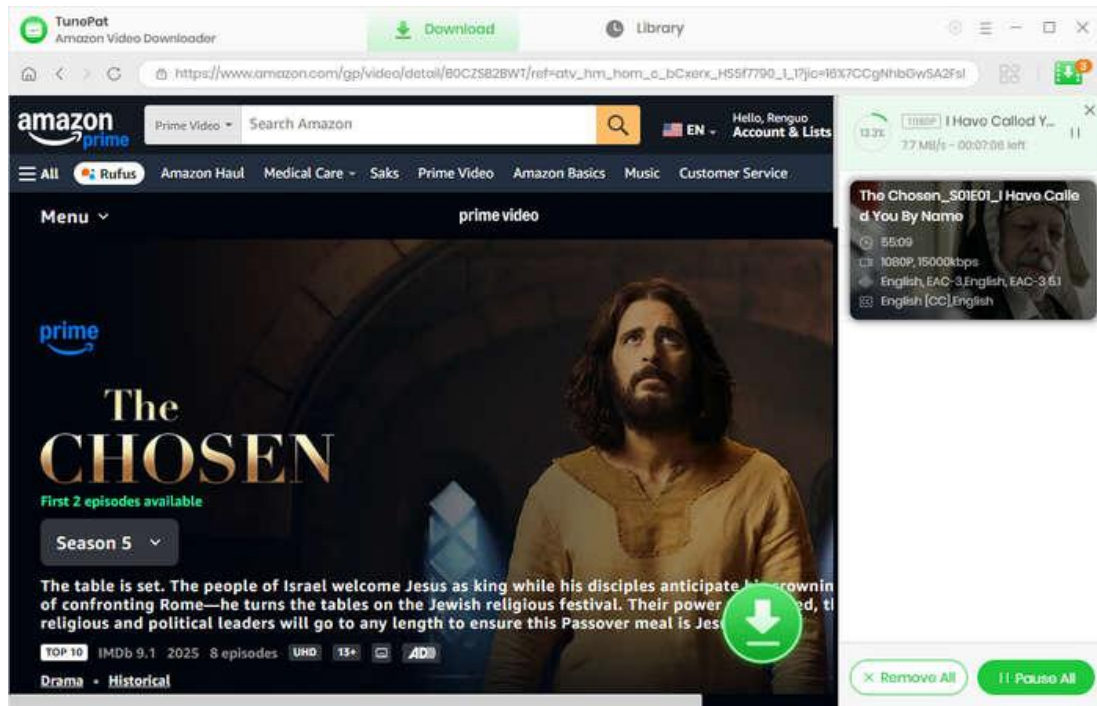 TunePat
Amazon Video Downloader
Download
Library
https://www.amazon.com/gp/video/detail/
3
amazon
prime
Prime Video
Search Amazon
EN
Hello, Renguo
Account & Lists
All
Rufus
Amazon Haul
Medical Care
Saks
Prime Video
Amazon Basics
Music
Customer Service
Menu
prime video
prime
The
CHOSEN
First 2 episodes available
Season 5
The table is set. The people of Israel welcome Jesus as king while his disciples anticipate
of confronting Rome—he turns the tables on the Jewish religious festival. Their power
religious and political leaders will go to any length to ensure this Passover meal is
TOP 10 IMDb 9.1 2025 8 episodes UHD 13+ AD
Drama • Historical
13.3%
1080P I Have Called Y...
7.7 MB/s - 00:07:06 left
The Chosen_S01E01_I Have Calle
d You By Name
55:09
1080P, 15000kbps
English, EAC-3,English, EAC-3 5.1
English [CC],English
Remove All
Pause All